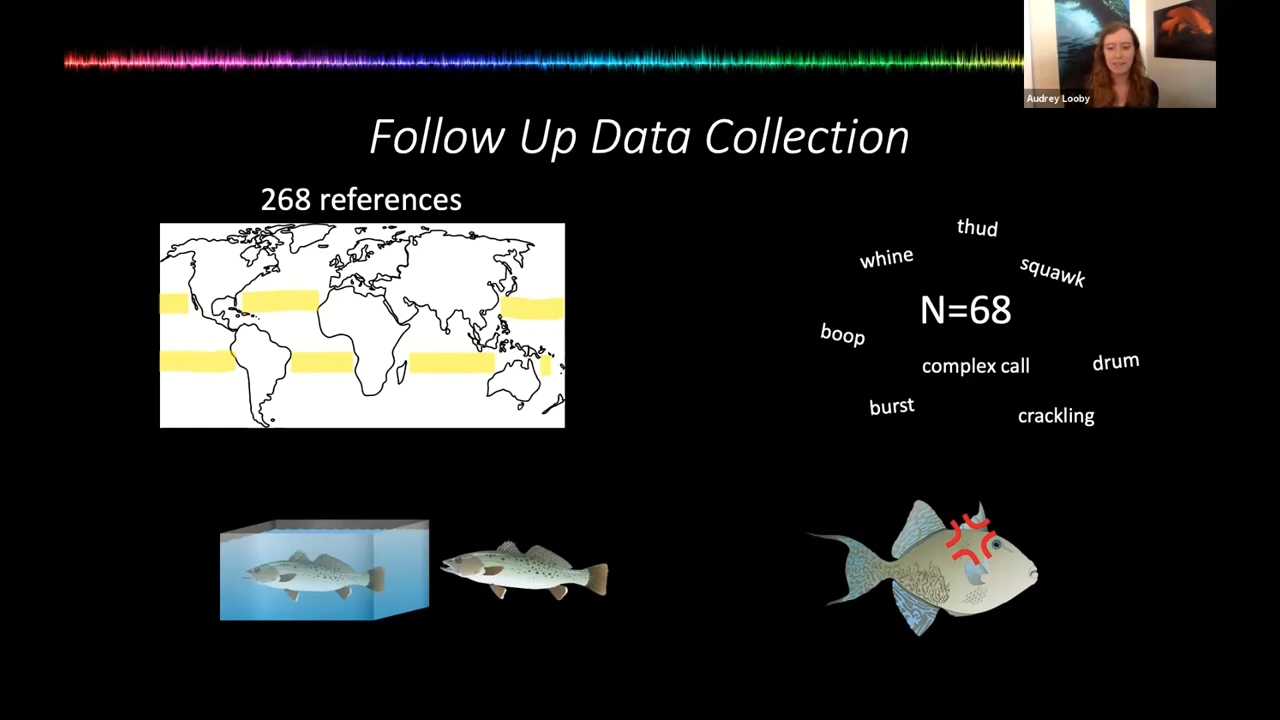 Audrey Looby
Follow Up Data Collection
268 references
thud
whine
squawk
N=68
boop
complex call
drum
burst
crackling